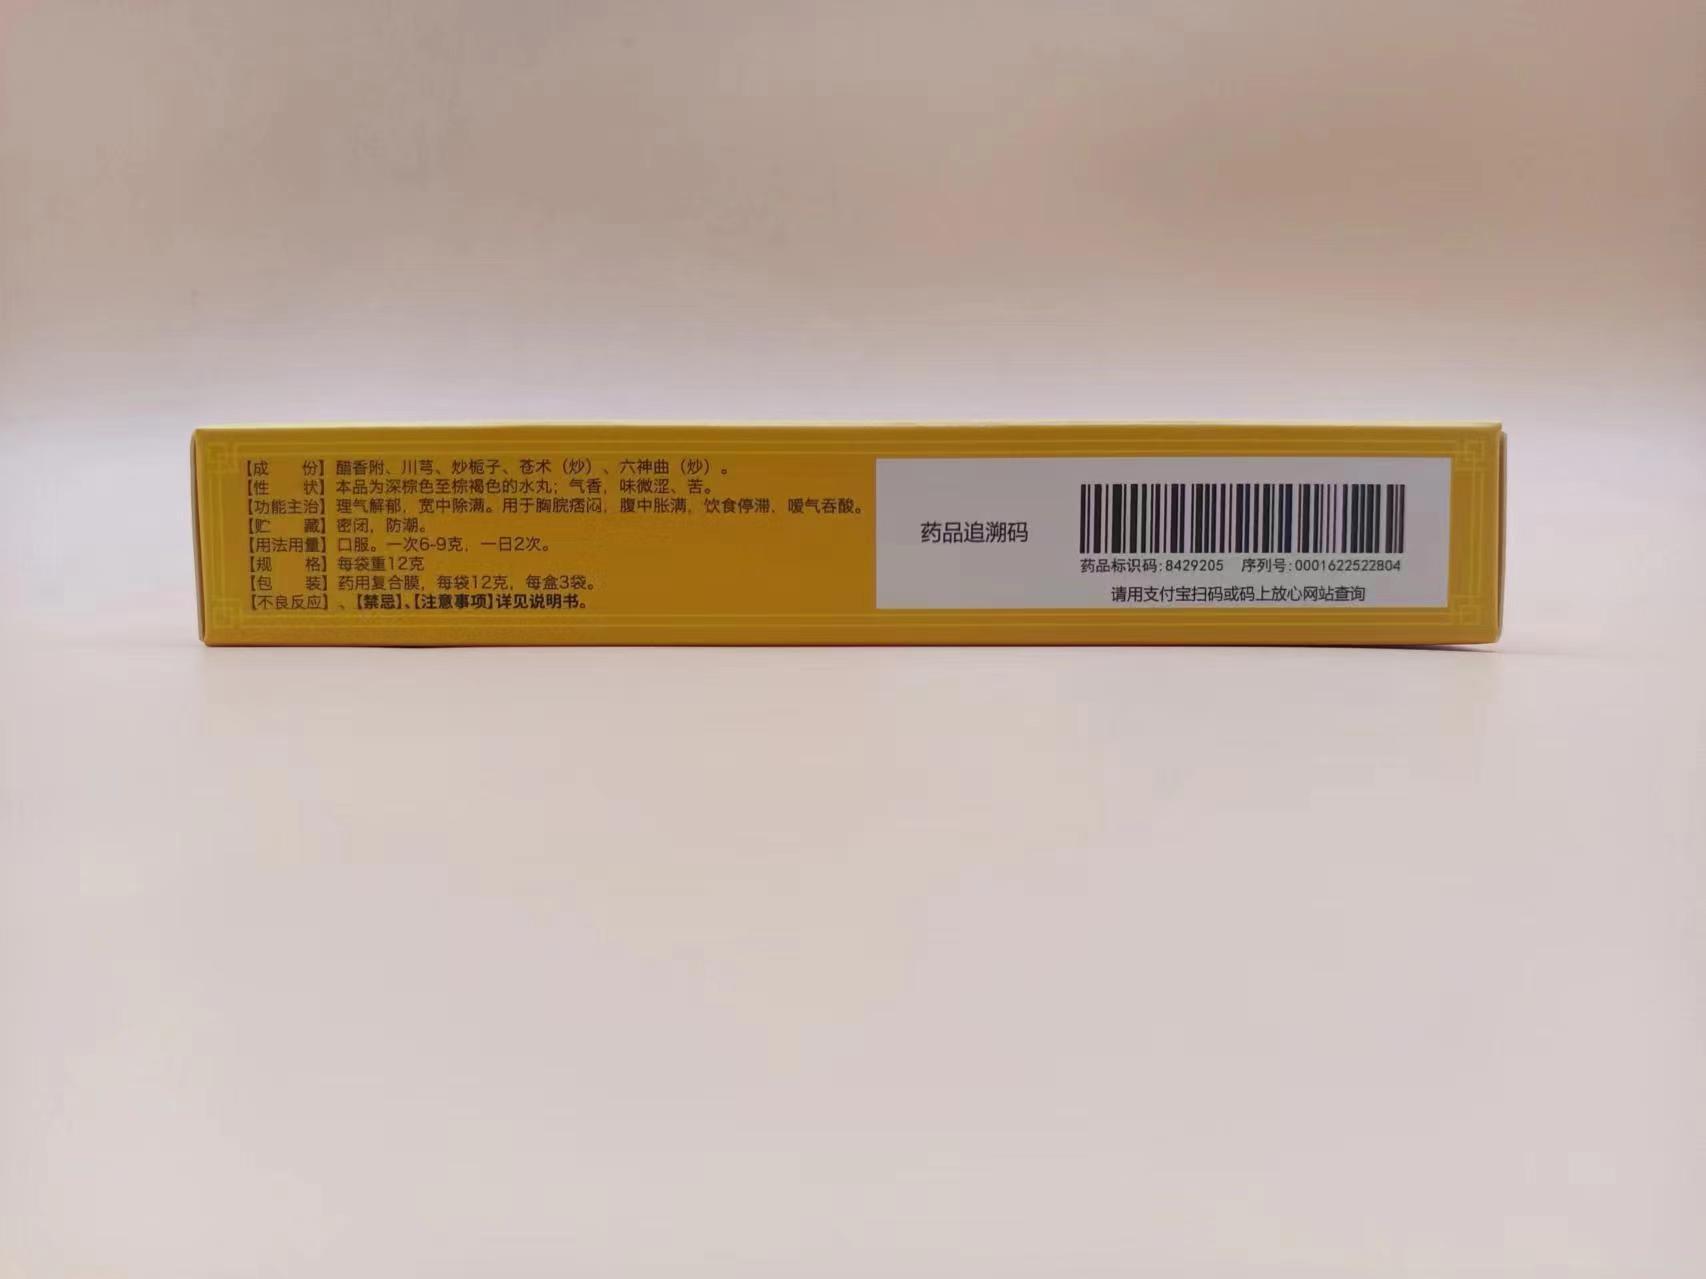 【成　份】醋香附、川芎、炒栀子、苍术（炒）、六神曲（炒）。
【性　状】本品为深棕色至棕褐色的水丸；气香，味微涩、苦。
【功能主治】理气解郁，宽中除满。用于胸脘痞闷，腹中胀满，饮食停滞、嗳气吞酸。
【贮　藏】密闭，防潮。
【用法用量】口服。一次6-9克，一日2次。
【规　格】每袋重12克
【包　装】药用复合膜，每袋12克，每盒3袋。
【不良反应】、【禁忌】、【注意事项】详见说明书。
药品追溯码
药品标识码:8429205 序列号:0001622522804
请用支付宝扫码或码上放心网站查询